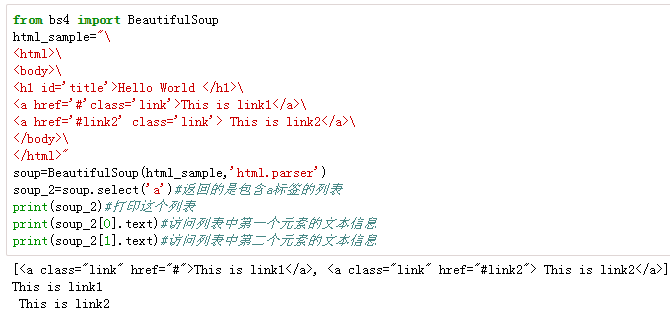 from bs4 import BeautifulSoup
html_sample="\
<html>\
<body>\
<h1 id='title'>Hello World </h1>\
<a href='#'class='link'>This is link1</a>\
<a href='#link2' class='link'> This is link2</a>\
</body>\
</html>"
soup=BeautifulSoup(html_sample,'html.parser')
soup_2=soup.select('a')#返回的是包含a标签的列表
print(soup_2)#打印这个列表
print(soup_2[0].text)#访问列表中第一个元素的文本信息
print(soup_2[1].text)#访问列表中第二个元素的文本信息
[<a class="link" href="#">This is link1</a>, <a class="link" href="#link2"> This is link2</a>]
This is link1
 This is link2